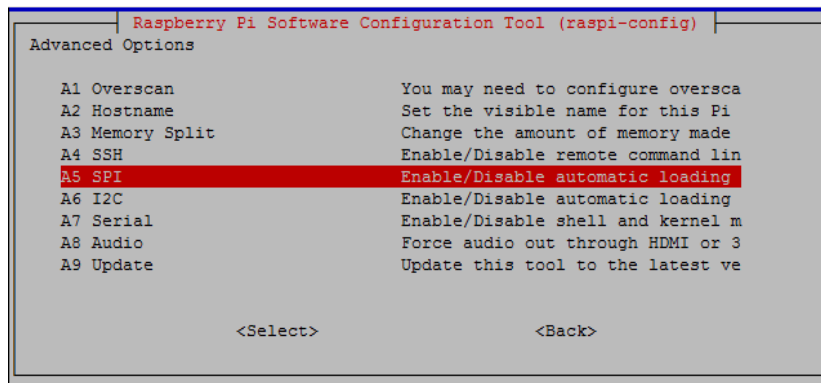 Raspberry Pi Software Configuration Tool (raspi-config)
Advanced Options
A1 Overscan You may need to configure oversca
A2 Hostname Set the visible name for this Pi
A3 Memory Split Change the amount of memory made
A4 SSH Enable/Disable remote command lin
A5 SPI Enable/Disable automatic loading
A6 I2C Enable/Disable automatic loading
A7 Serial Enable/Disable shell and kernel m
A8 Audio Force audio out through HDMI or 3
A9 Update Update this tool to the latest ve
<Select> <Back>